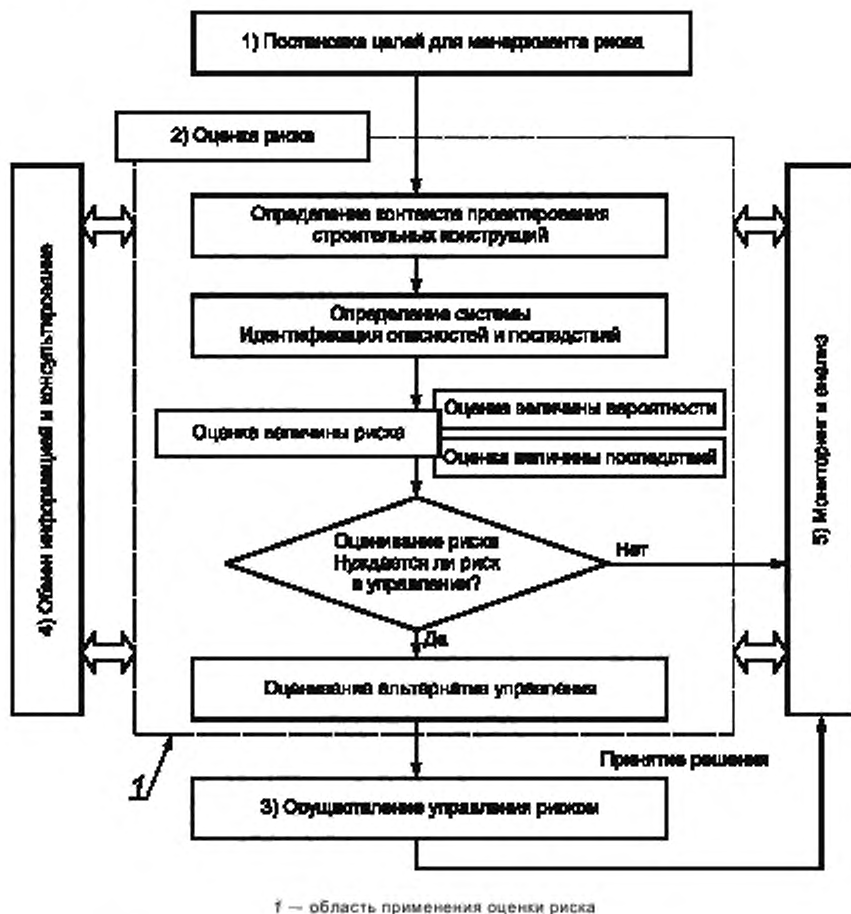 1) Постановка целей для менеджмента риска
2) Оценка риска
Определение контекста проектирования
строительных конструкций
Определение системы
Идентификация опасностей и последствий
Оценка величины риска
Оценка величины вероятности
Оценка величины последствий
Оценивание риска
Нуждается ли риск
в управлении?
Нет
Да
Оценивание альтернатив управления
4) Обмен информацией и консультирование
5) Мониторинг и анализ
1
Принятие решения
3) Осуществление управления риском
1 — область применения оценки риска